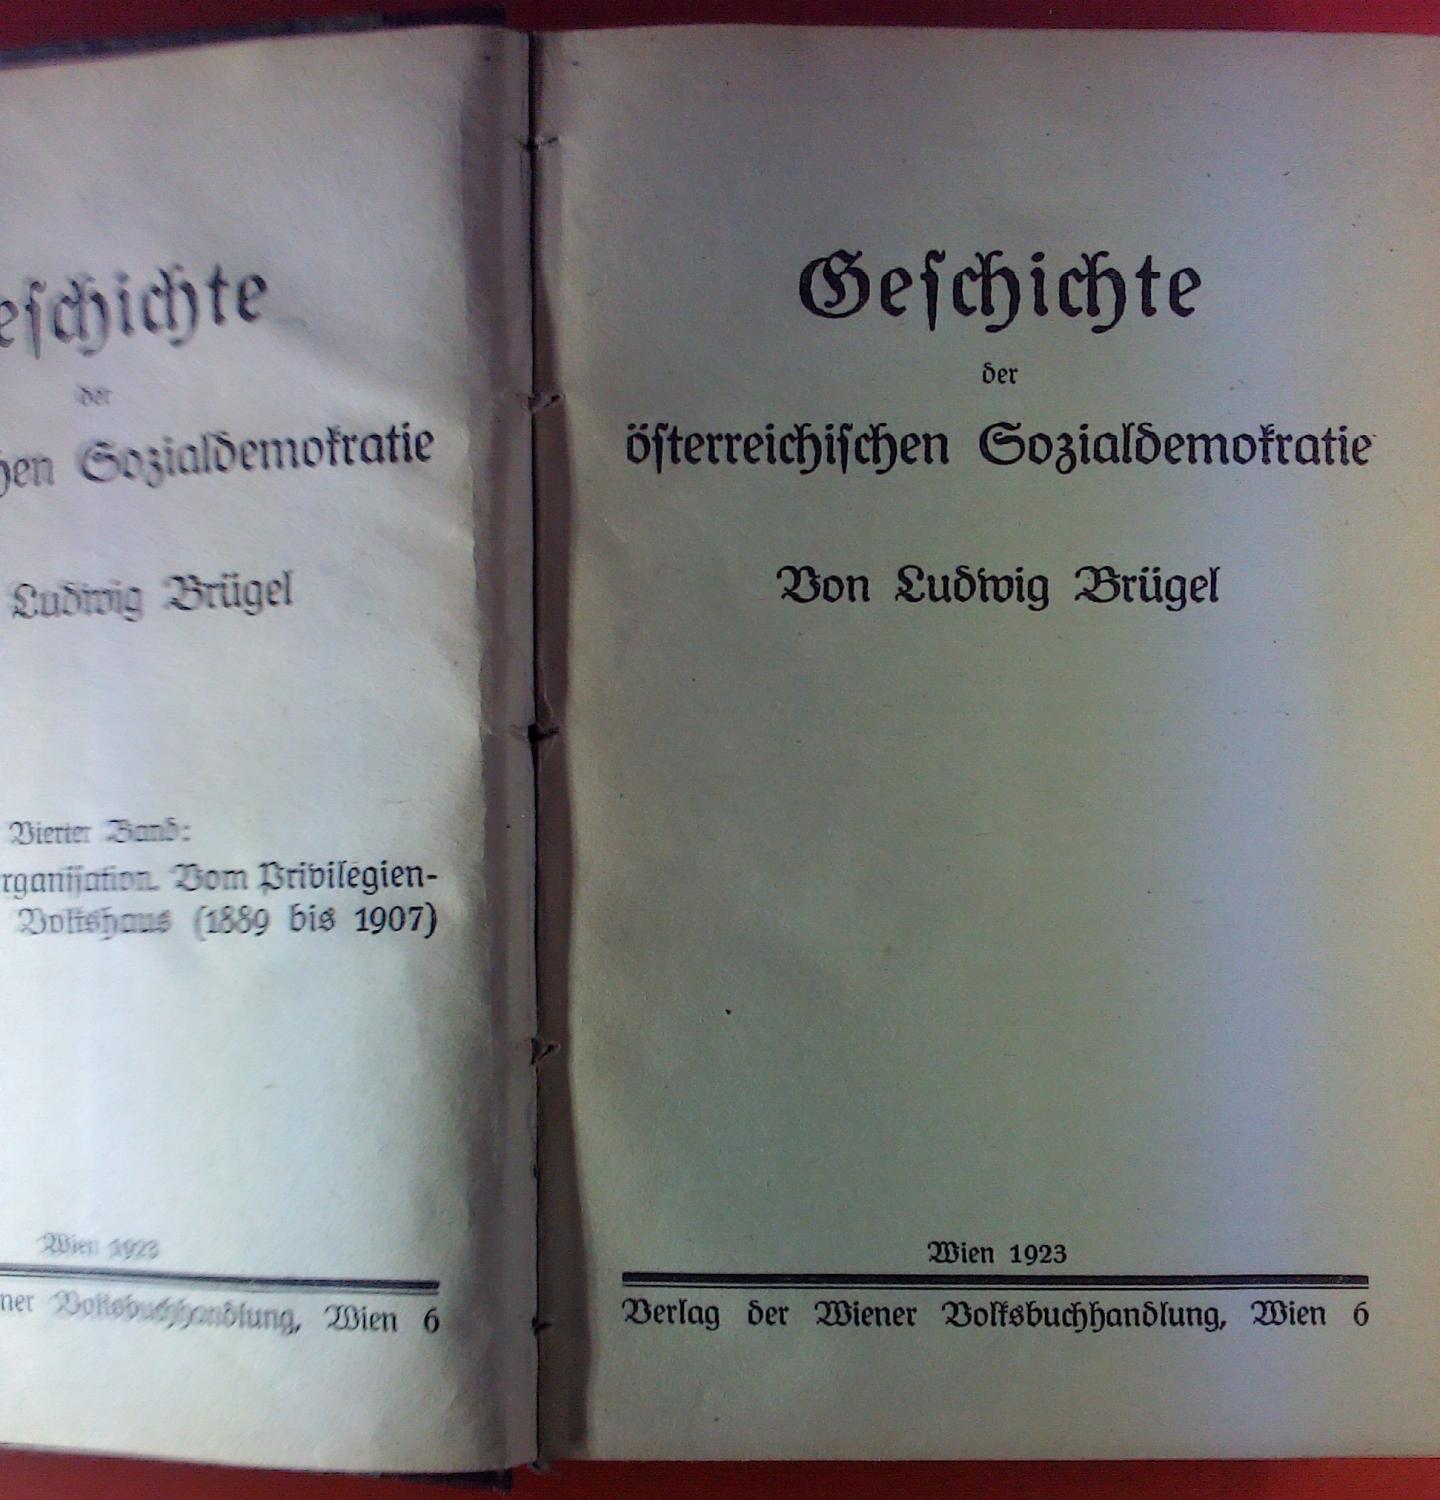 eschichte
der
hen Sozialdemokratie
Ludwig Brügel
Vierter Band:
rganisation. Vom Privilegien-
Volkshaus (1889 bis 1907)
Wien 1923
ner Volksbuchhandlung, Wien 6
Geschichte
der
österreichischen Sozialdemokratie
Von Ludwig Brügel
Wien 1923
Verlag der Wiener Volksbuchhandlung, Wien 6